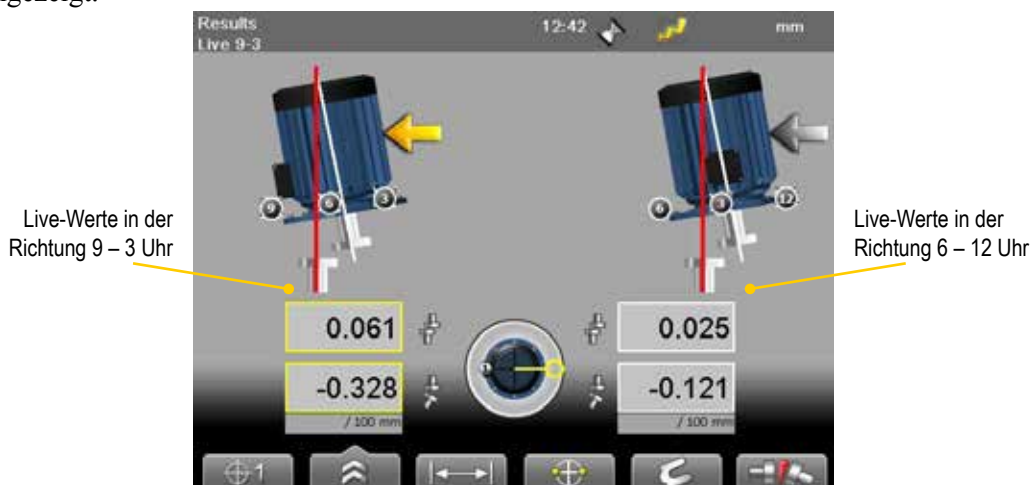 Results
12:42
mm
Live 9-3
9
6
3
6
3
12
Live-Werte in der
Richtung 9 – 3 Uhr
Live-Werte in der
Richtung 6 – 12 Uhr
0.061
0.025
-0.328
-0.121
/ 100 mm
/ 100 mm
1